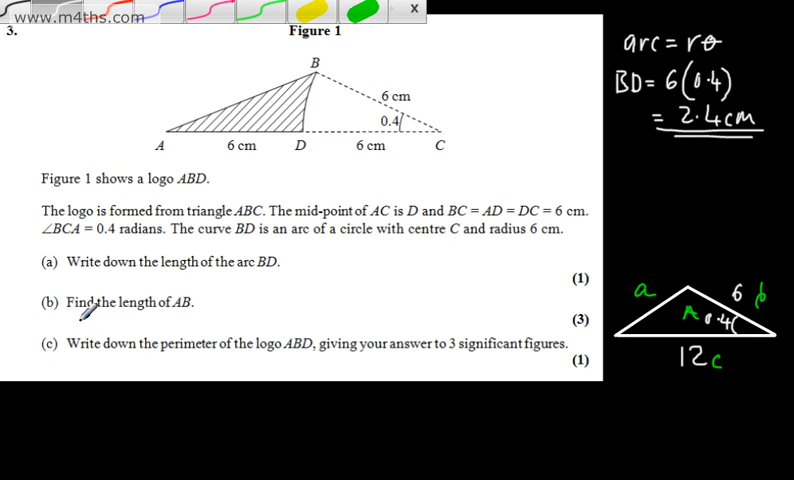 www.m4ths.com
X
3.
Figure 1
B
6 cm
0.4
A
6 cm
D
6 cm
C
Figure 1 shows a logo ABD.
The logo is formed from triangle ABC. The mid-point of AC is D and BC = AD = DC = 6 cm.
∠BCA = 0.4 radians. The curve BD is an arc of a circle with centre C and radius 6 cm.
(a) Write down the length of the arc BD.
(1)
(b) Find the length of AB.
(3)
(c) Write down the perimeter of the logo ABD, giving your answer to 3 significant figures.
(1)
arc = rθ
BD = 6(0.4)
= 2.4cm
a
6 b
A 0.4
12 c